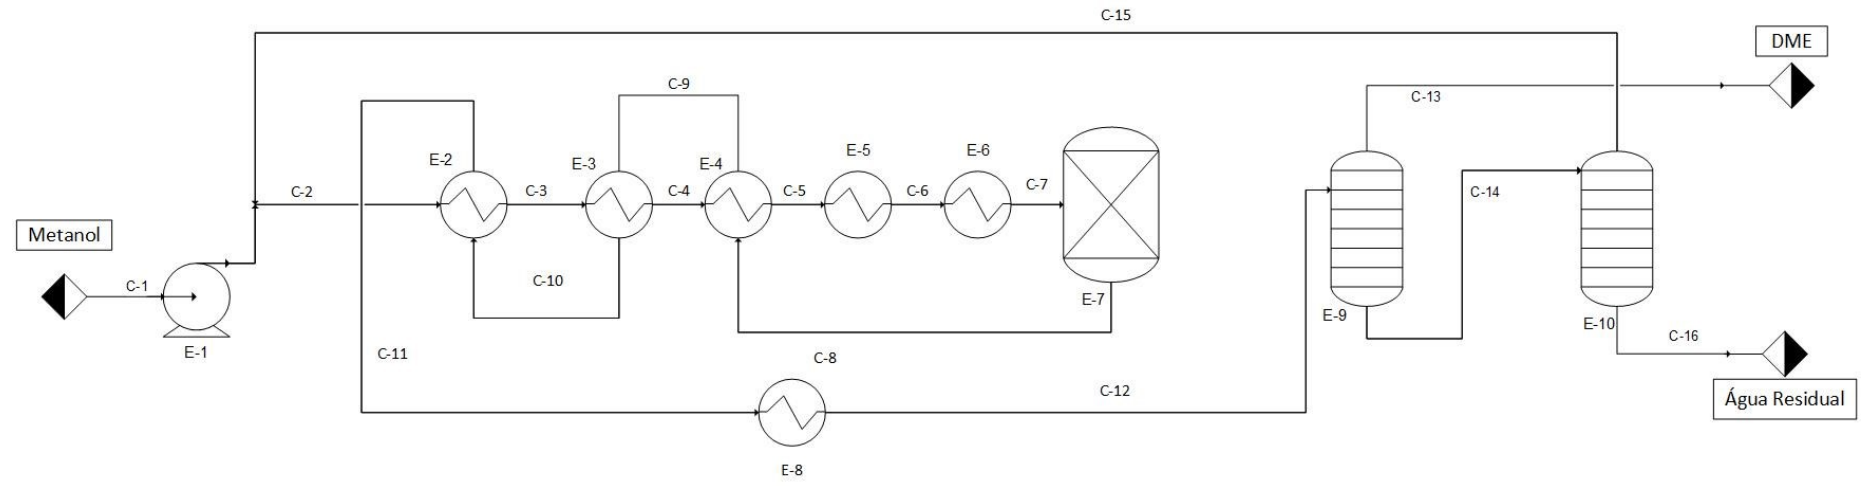 C-15
DME
C-9
C-13
E-2
E-3
E-4
E-5
E-6
C-2
C-3
C-4
C-5
C-6
C-7
C-14
Metanol
C-1
C-10
E-7
E-9
E-10
E-1
C-11
C-8
C-16
C-12
Água Residual
E-8